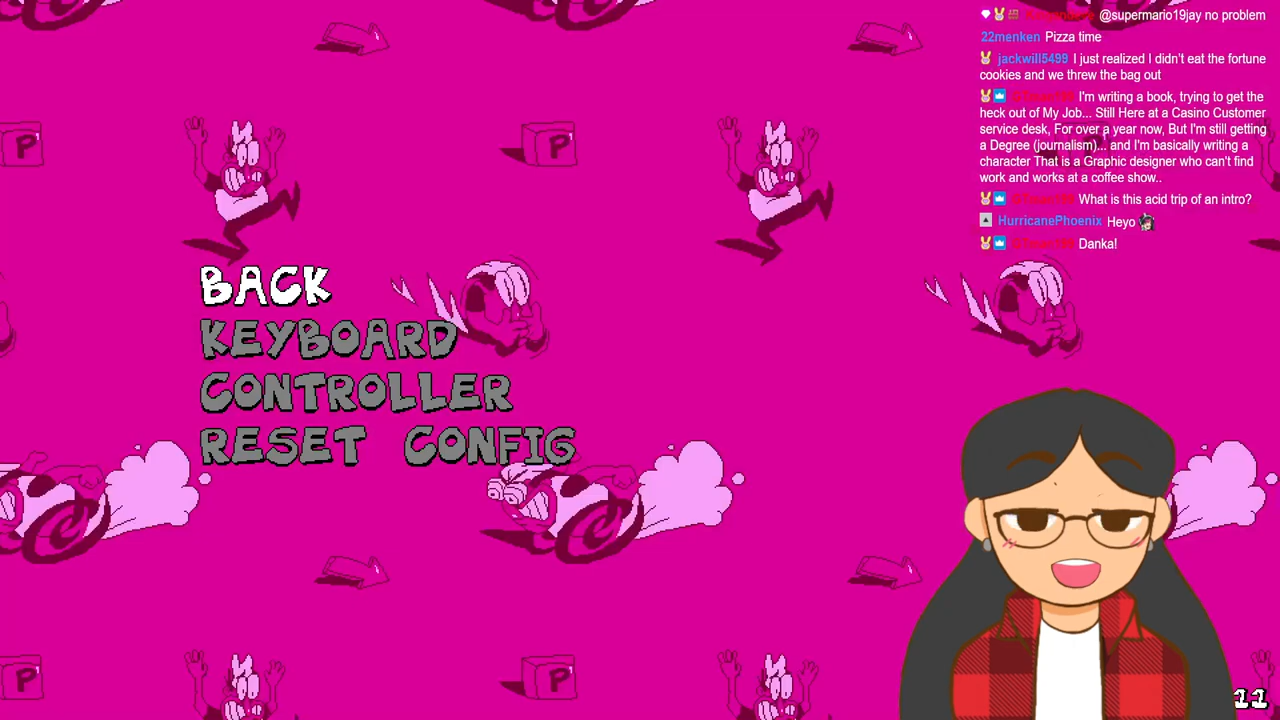 @supermario19jay no problem
22menken Pizza time
jackwill5499 I just realized I didn't eat the fortune
cookies and we threw the bag out
I'm writing a book, trying to get the
heck out of My Job... Still Here at a Casino Customer
service desk, For over a year now, But I'm still getting
a Degree (journalism)... and I'm basically writing a
character That is a Graphic designer who can't find
work and works at a coffee show..
What is this acid trip of an intro?
HurricanePhoenix Heyo
Danka!
P
P
BACK
KEYBOARD
CONTROLLER
RESET CONFIG
P
P
11